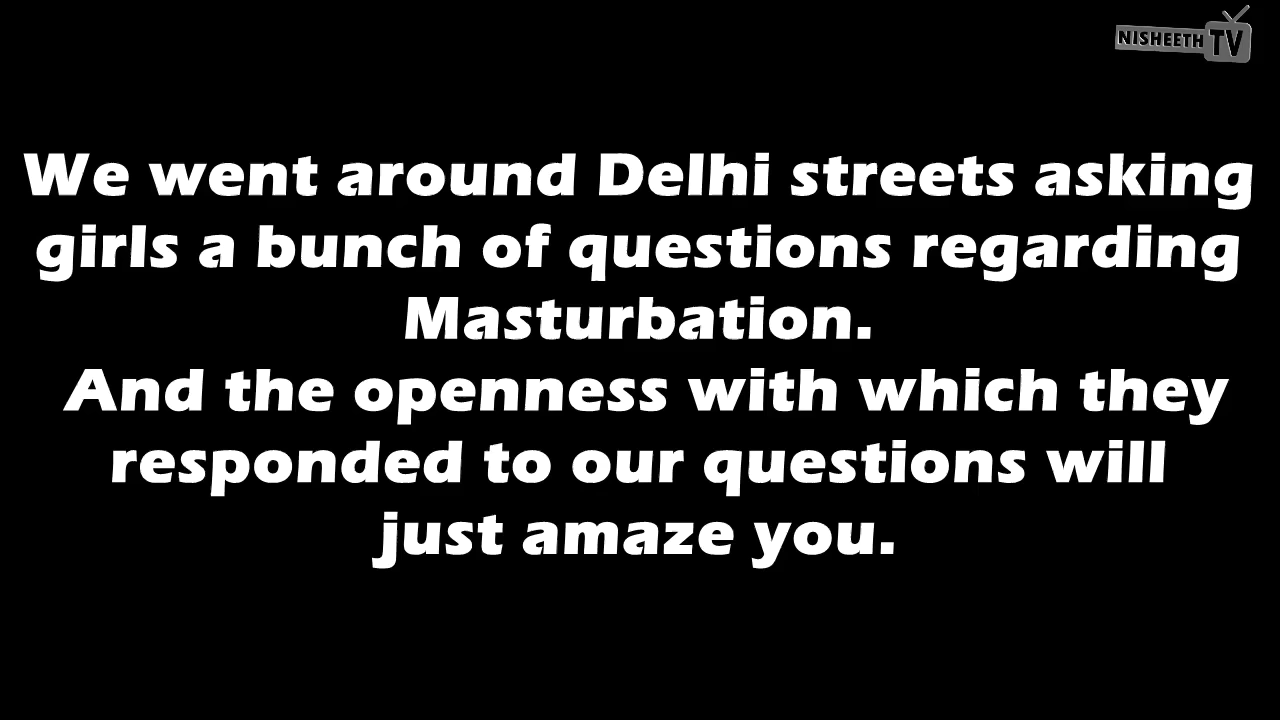 NISHEETH TV
We went around Delhi streets asking
girls a bunch of questions regarding
Masturbation.
And the openness with which they
responded to our questions will
just amaze you.